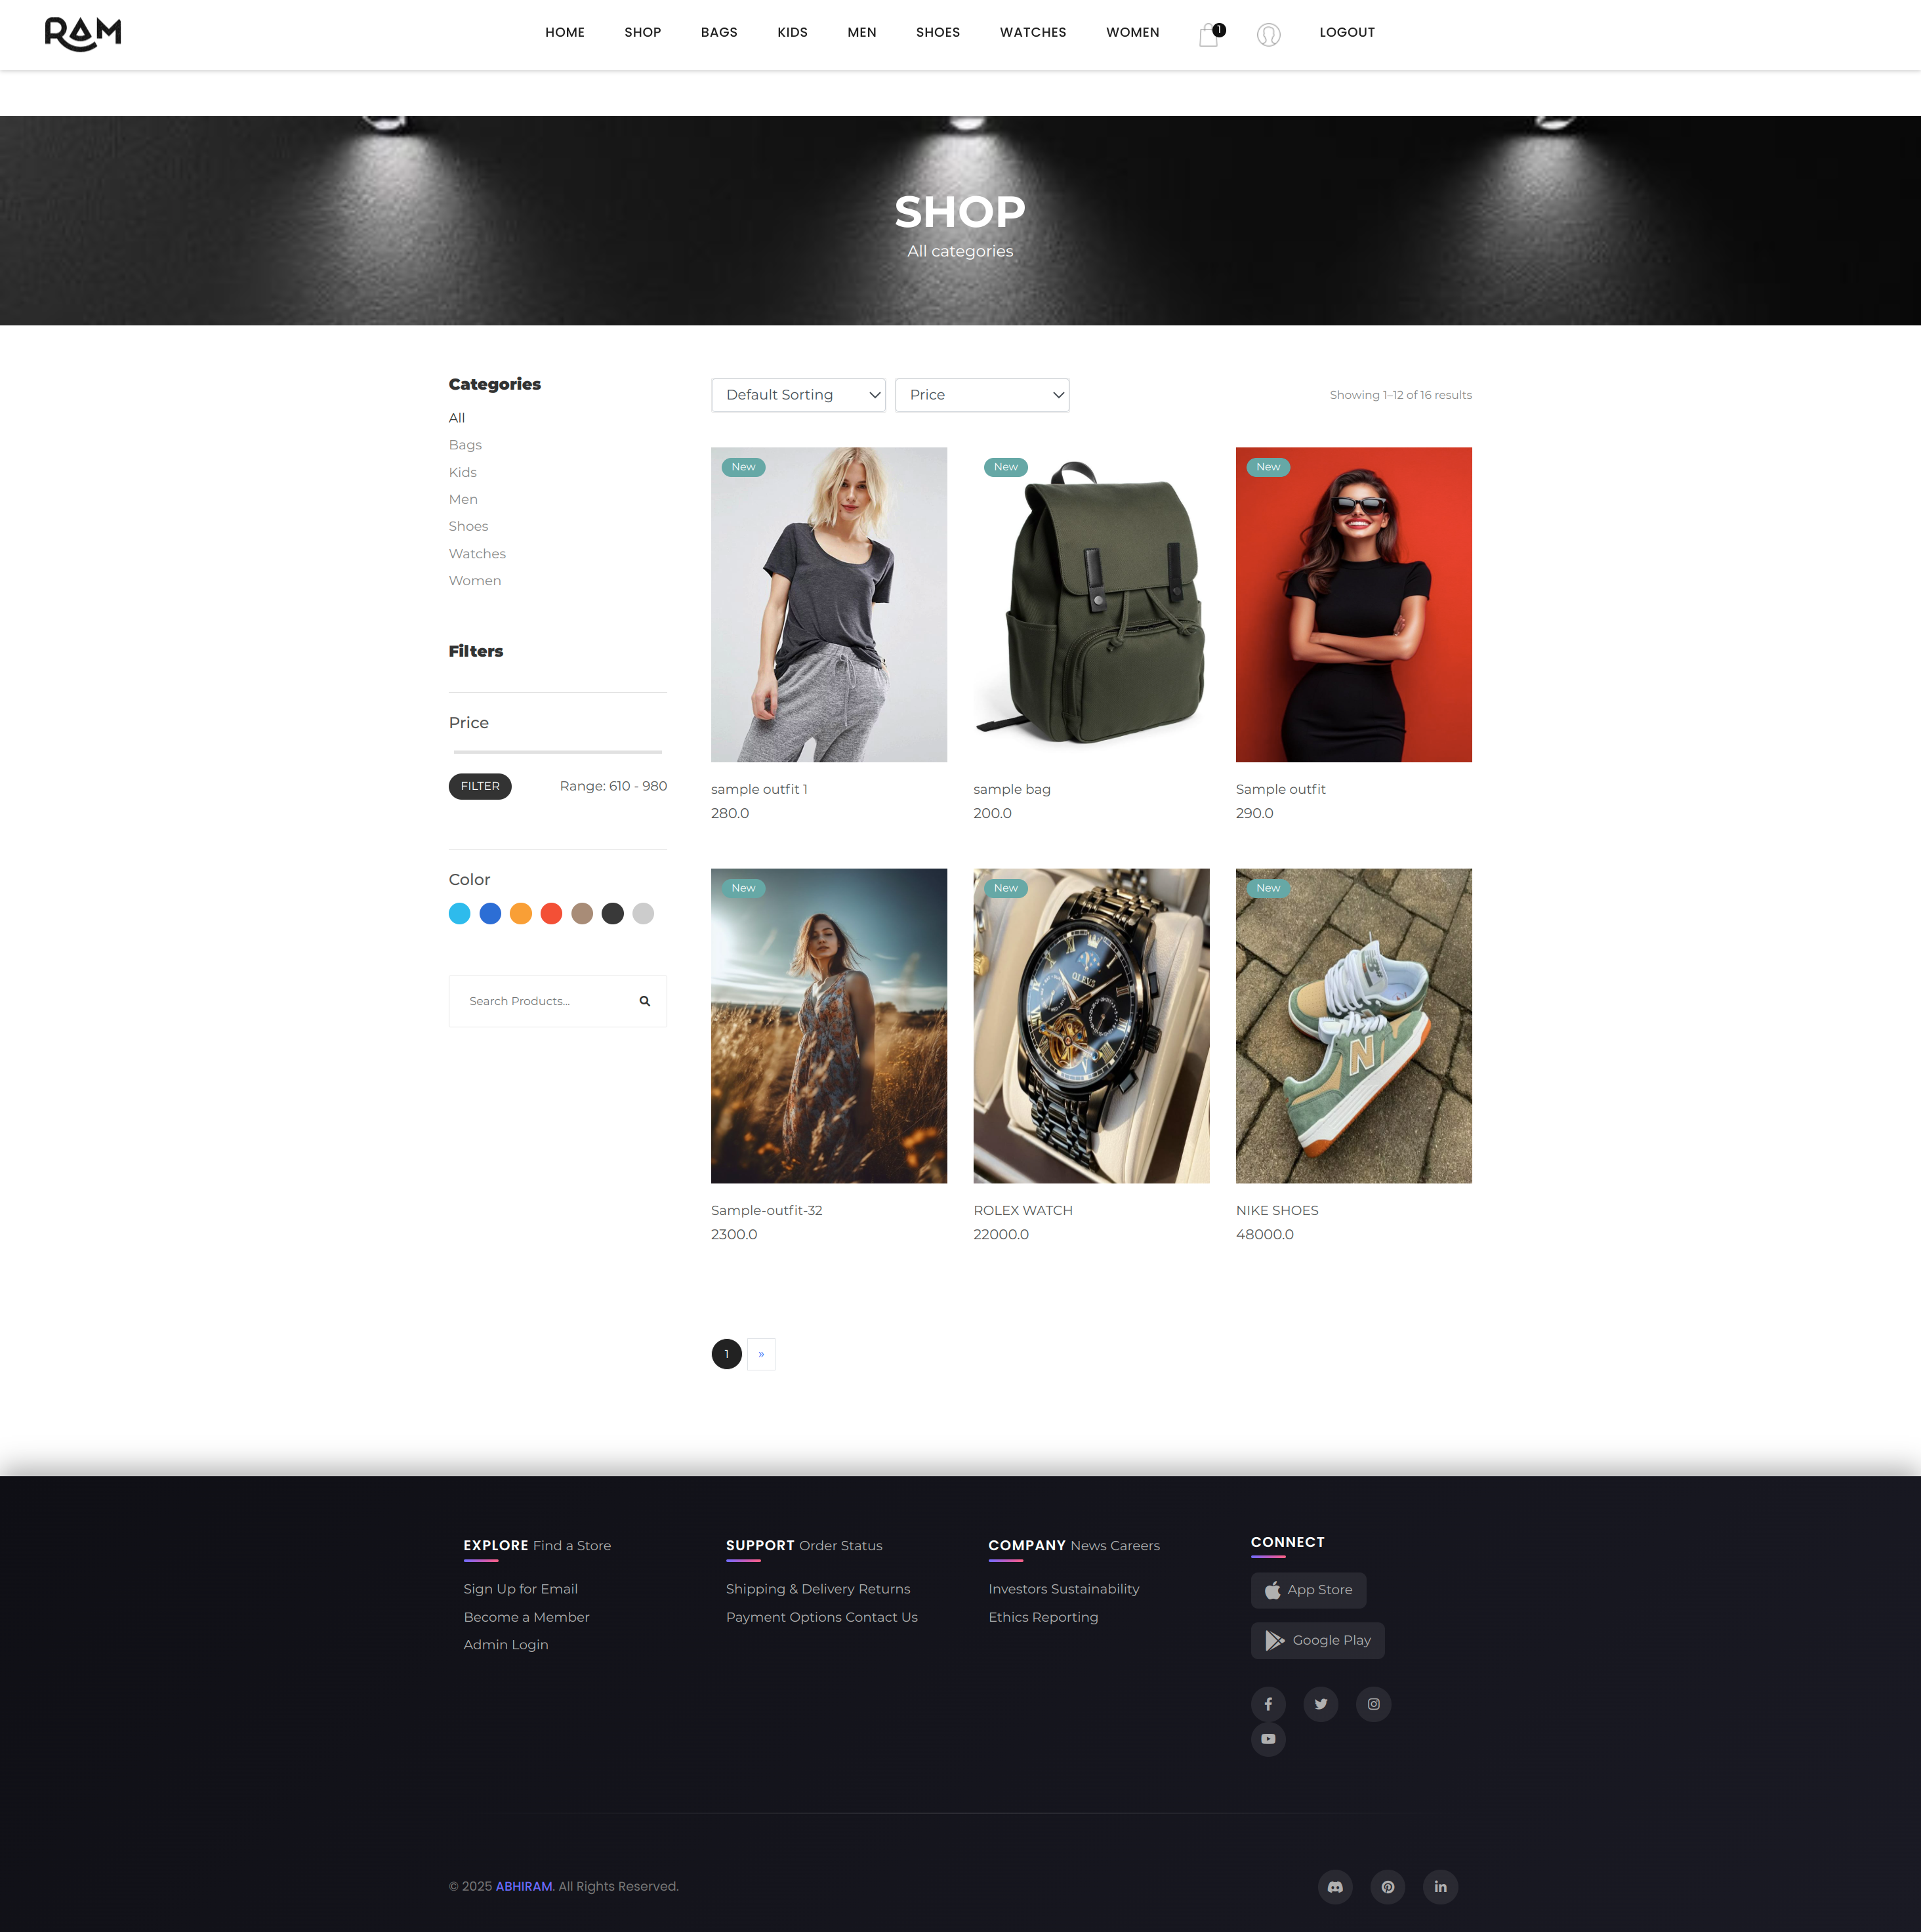 RAM
HOME SHOP BAGS KIDS MEN SHOES WATCHES WOMEN 1 LOGOUT
SHOP
All categories
Categories
All
Bags
Kids
Men
Shoes
Watches
Women
Filters
Price
FILTER Range: 610 - 980
Color
Search Products...
Default Sorting Price Showing 1–12 of 16 results
New New New
sample outfit 1 sample bag Sample outfit
280.0 200.0 290.0
New New New
OLEVS
N
Sample-outfit-32 ROLEX WATCH NIKE SHOES
2300.0 22000.0 48000.0
1 »
EXPLORE Find a Store
Sign Up for Email
Become a Member
Admin Login
SUPPORT Order Status
Shipping & Delivery Returns
Payment Options Contact Us
COMPANY News Careers
Investors Sustainability
Ethics Reporting
CONNECT
App Store
Google Play
© 2025 ABHIRAM. All Rights Reserved.